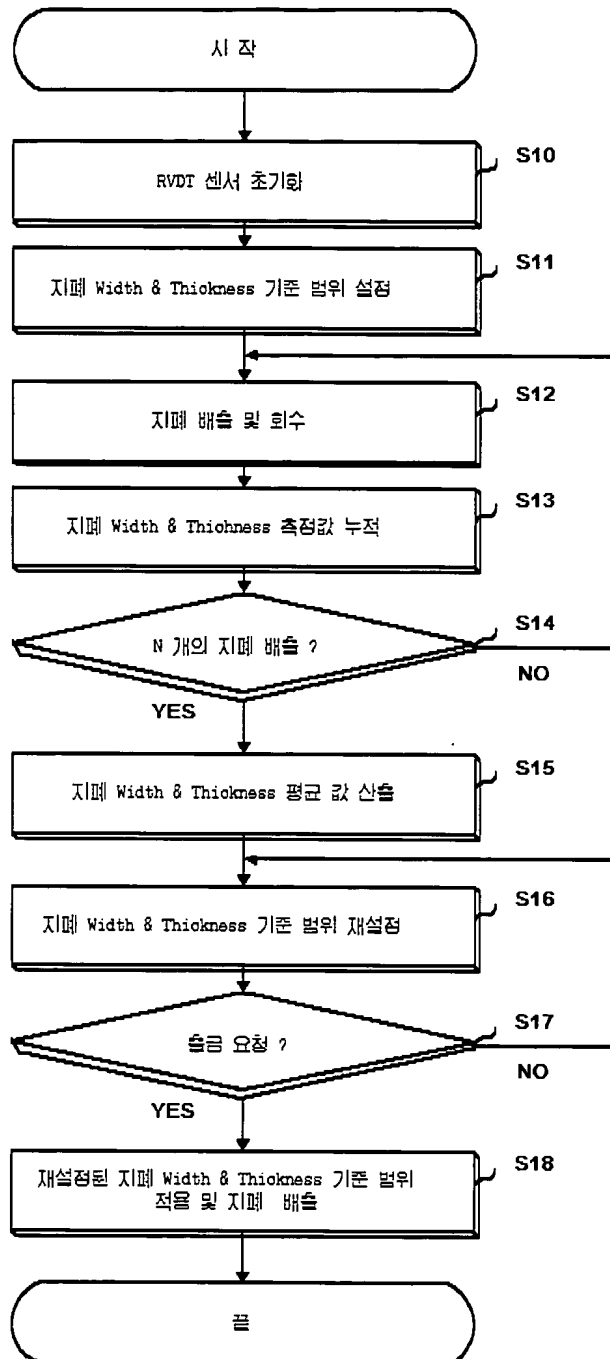 시 작
S10
RVDT 센서 초기화
S11
지폐 Width & Thickness 기준 범위 설정
S12
지폐 배출 및 회수
S13
지폐 Width & Thichness 측정값 누적
S14
N 개의 지폐 배출 ?
NO
YES
S15
지폐 Width & Thickness 평균 값 산출
S16
지폐 Width & Thickness 기준 범위 재설정
S17
출금 요청 ?
NO
YES
S18
재설정된 지폐 Width & Thickness 기준 범위
적용 및 지폐 배출
끝